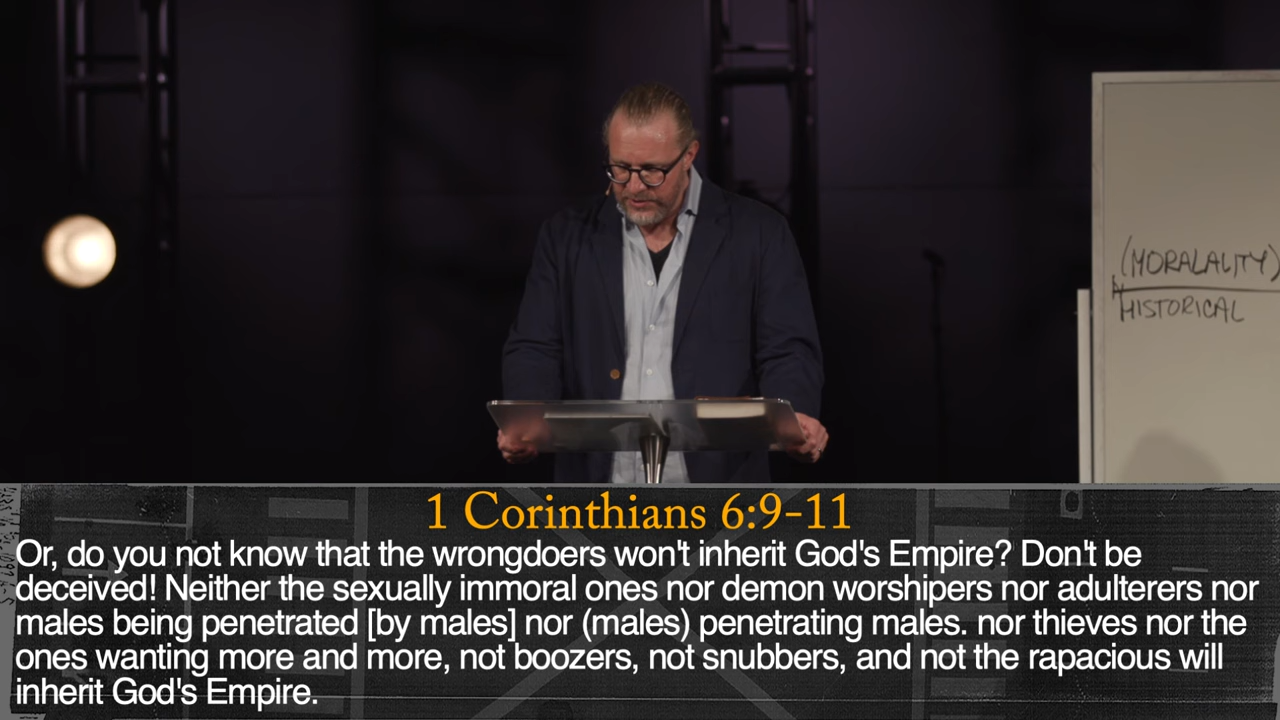 (MORALALITY)
HISTORICAL
1 Corinthians 6:9-11
Or, do you not know that the wrongdoers won't inherit God's Empire? Don't be
deceived! Neither the sexually immoral ones nor demon worshipers nor adulterers nor
males being penetrated [by males] nor (males) penetrating males. nor thieves nor the
ones wanting more and more, not boozers, not snubbers, and not the rapacious will
inherit God's Empire.